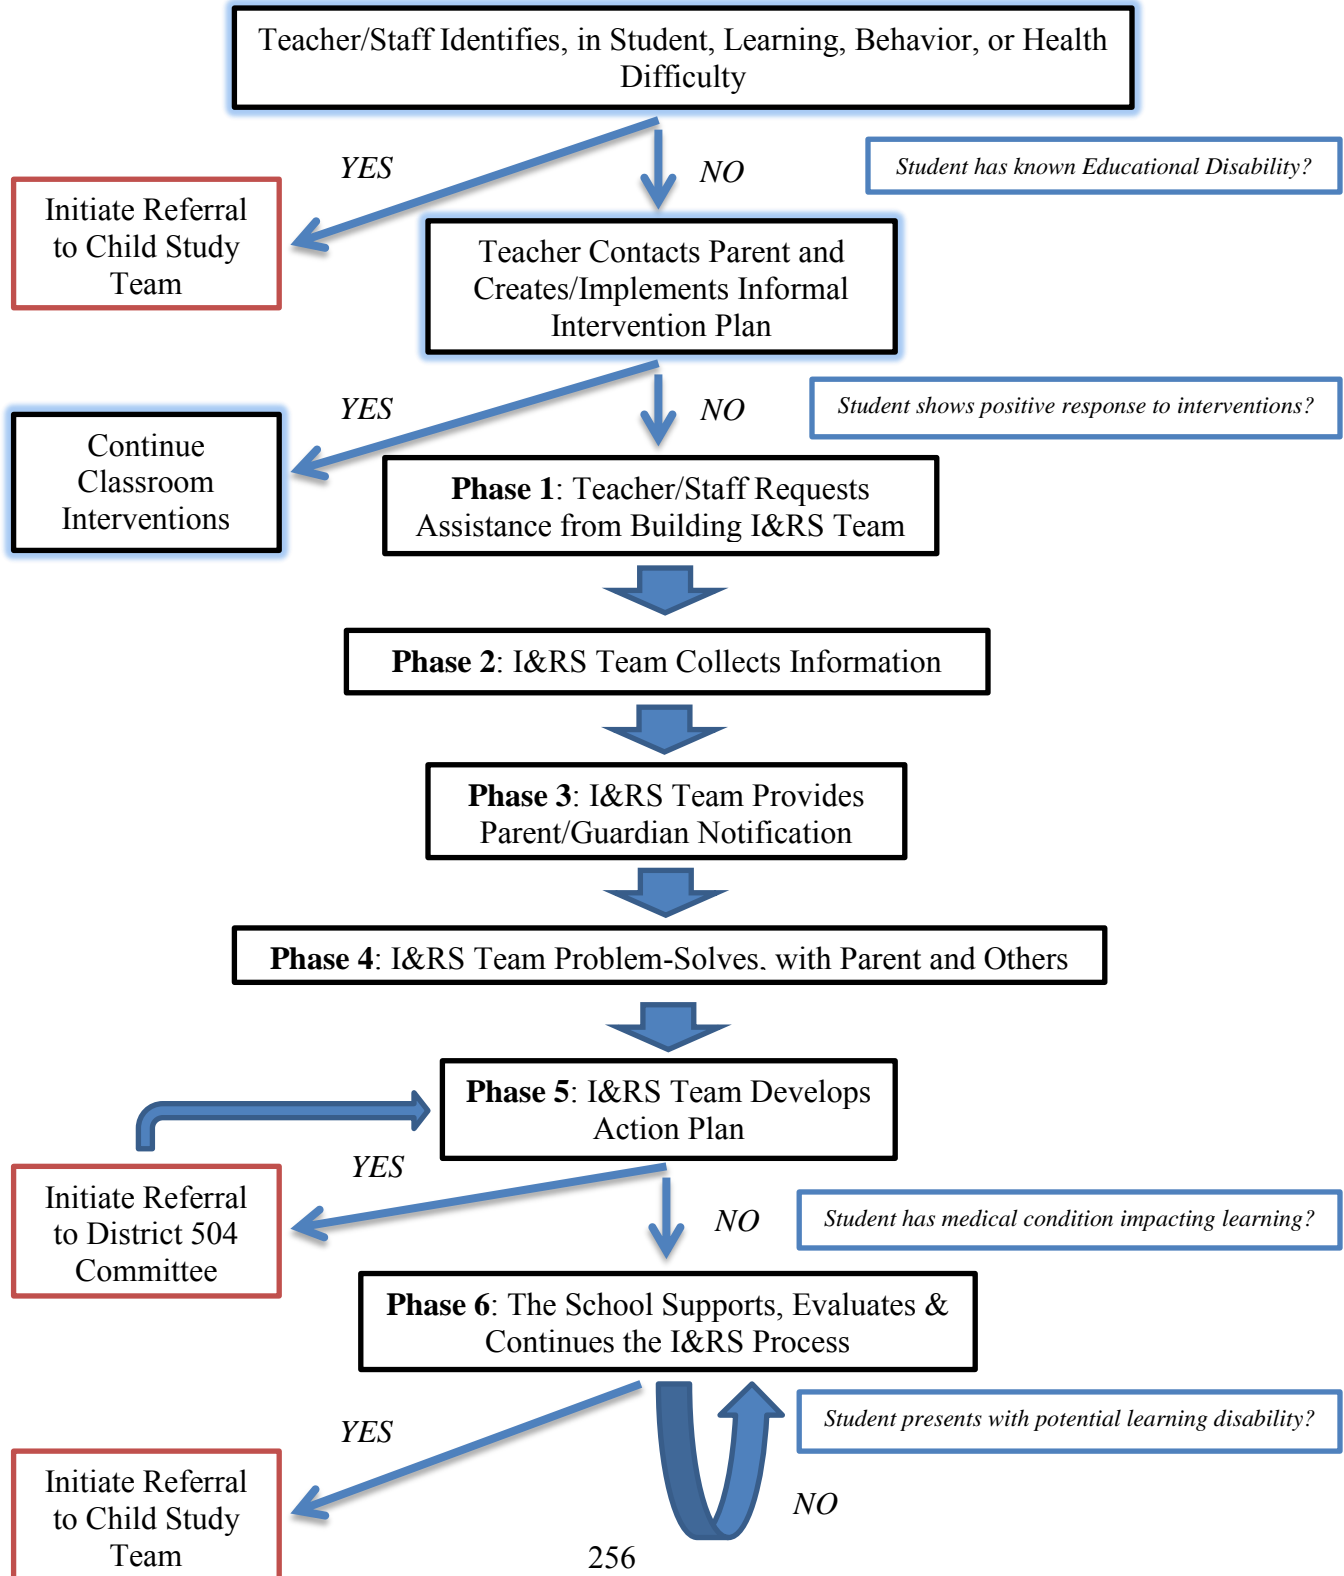 Teacher/Staff Identifies, in Student, Learning, Behavior, or Health
Difficulty
YES
NO
Student has known Educational Disability?
Initiate Referral
to Child Study
Team
Teacher Contacts Parent and
Creates/Implements Informal
Intervention Plan
YES
NO
Student shows positive response to interventions?
Continue
Classroom
Interventions
Phase 1: Teacher/Staff Requests
Assistance from Building I&RS Team
Phase 2: I&RS Team Collects Information
Phase 3: I&RS Team Provides
Parent/Guardian Notification
Phase 4: I&RS Team Problem-Solves, with Parent and Others
Phase 5: I&RS Team Develops
Action Plan
YES
NO
Student has medical condition impacting learning?
Initiate Referral
to District 504
Committee
Phase 6: The School Supports, Evaluates &
Continues the I&RS Process
YES
NO
Student presents with potential learning disability?
Initiate Referral
to Child Study
Team
256